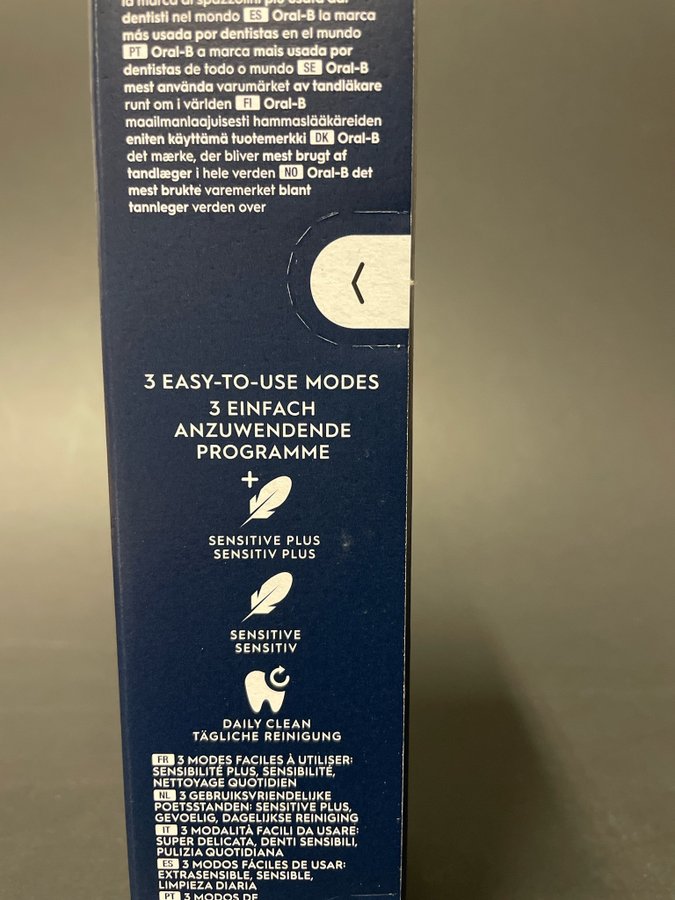 la marca di spazzolini più usata dai
dentisti nel mondo ES Oral-B la marca
más usada por dentistas en el mundo
PT Oral-B a marca mais usada por
dentistas de todo o mundo SE Oral-B
mest använda varumärket av tandläkare
runt om i världen FI Oral-B
maailmanlaajuisesti hammaslääkäreiden
eniten käyttämä tuotemerkki DK Oral-B
det mærke, der bliver mest brugt af
tandlæger i hele verden NO Oral-B det
mest brukte varemerket blant
tannleger verden over
3 EASY-TO-USE MODES
3 EINFACH
ANZUWENDENDE
PROGRAMME
SENSITIVE PLUS
SENSITIV PLUS
SENSITIVE
SENSITIV
DAILY CLEAN
TÄGLICHE REINIGUNG
FR 3 MODES FACILES À UTILISER:
SENSIBILITÉ PLUS, SENSIBILITÉ,
NETTOYAGE QUOTIDIEN
NL 3 GEBRUIKSVRIENDELIJKE
POETSSTANDEN: SENSITIVE PLUS,
GEVOELIG, DAGELIJKSE REINIGING
IT 3 MODALITÀ FACILI DA USARE:
SUPER DELICATA, DENTI SENSIBILI,
PULIZIA QUOTIDIANA
ES 3 MODOS FÁCILES DE USAR:
EXTRASENSIBLE, SENSIBLE,
LIMPIEZA DIARIA
PT 3 MODOS DE